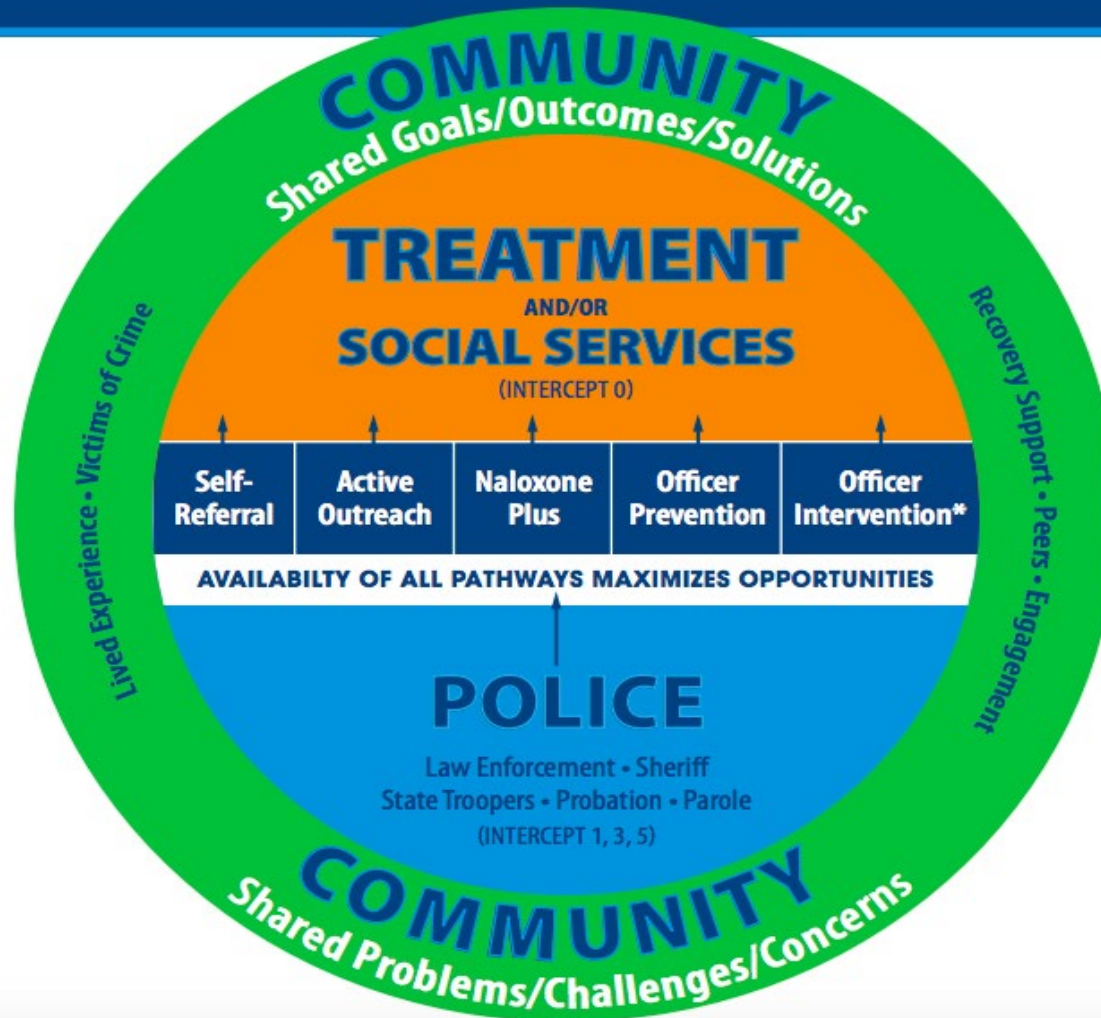 COMMUNITY
Shared Goals/Outcomes/Solutions
TREATMENT
AND/OR
SOCIAL SERVICES
(INTERCEPT 0)
Lived Experience • Victims of Crime
Recovery Support • Peers • Engagement
Self-
Referral
Active
Outreach
Naloxone
Plus
Officer
Prevention
Officer
Intervention*
AVAILABILTY OF ALL PATHWAYS MAXIMIZES OPPORTUNITIES
POLICE
Law Enforcement • Sheriff
State Troopers • Probation • Parole
(INTERCEPT 1, 3, 5)
COMMUNITY
Shared Problems/Challenges/Concerns